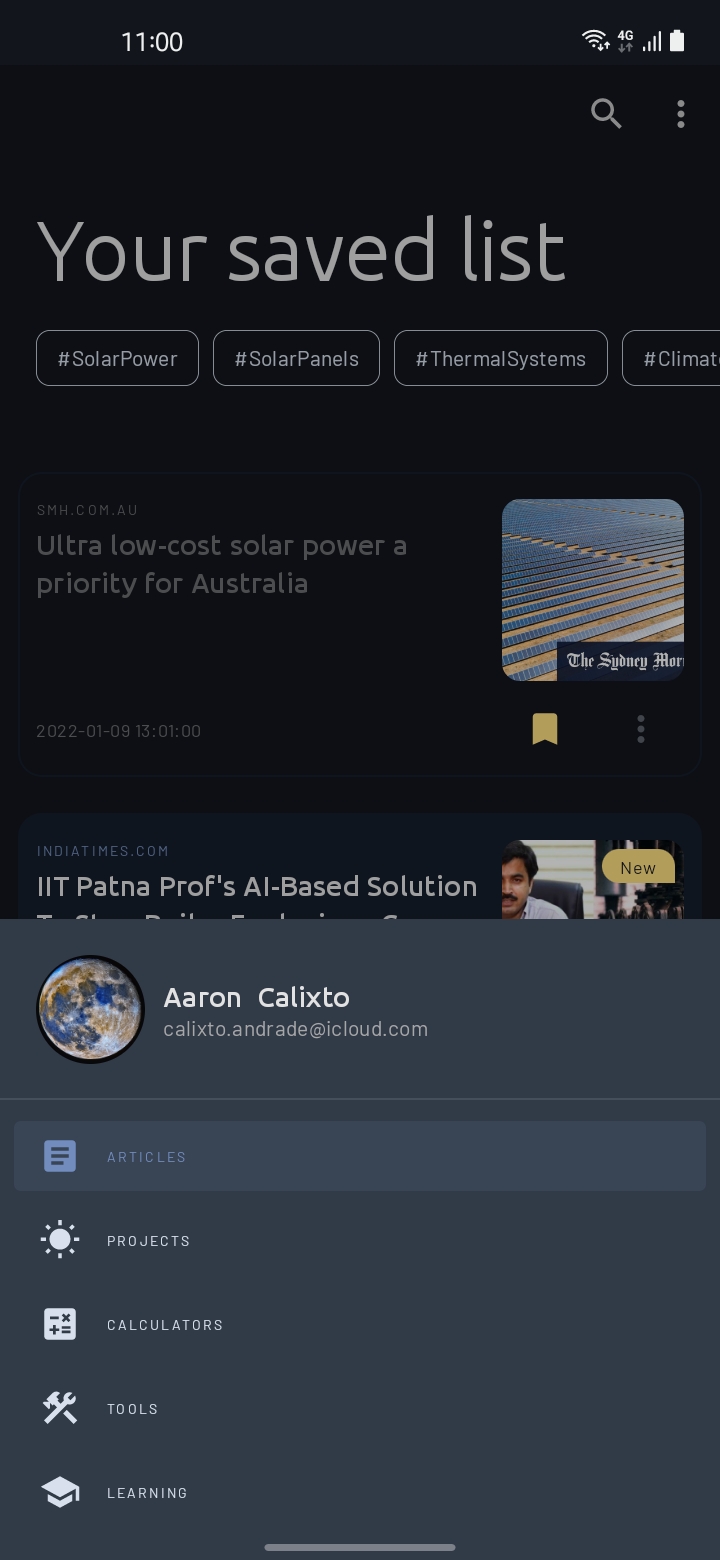 11:00
4G
Your saved list
#SolarPower #SolarPanels #ThermalSystems #Climat
SMH.COM.AU
Ultra low-cost solar power a
priority for Australia
The Sydney Mor
2022-01-09 13:01:00
INDIATIMES.COM
New
IIT Patna Prof's AI-Based Solution
Aaron Calixto
calixto.andrade@icloud.com
ARTICLES
PROJECTS
CALCULATORS
TOOLS
LEARNING